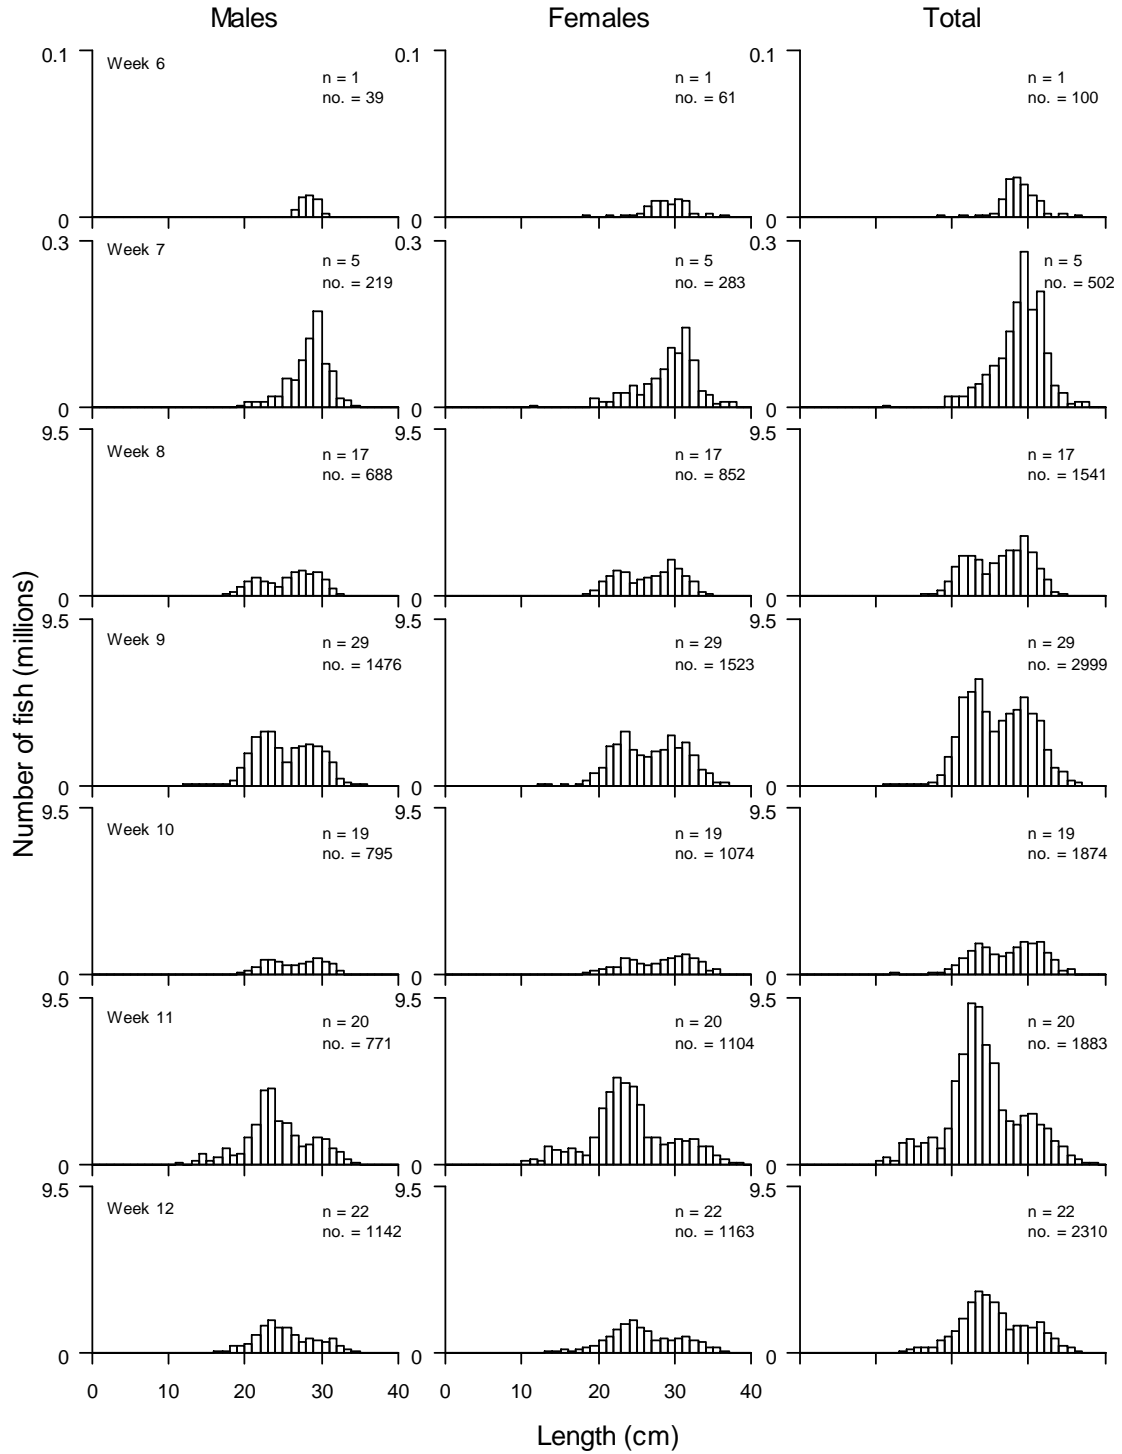 Males Females Total
0.1 Week 6 0.1 0.1
n = 1 n = 1 n = 1
no. = 39 no. = 61 no. = 100
0 0 0
0.3 Week 7 0.3 0.3
n = 5 n = 5 n = 5
no. = 219 no. = 283 no. = 502
0 0 0
9.5 Week 8 9.5 9.5
n = 17 n = 17 n = 17
no. = 688 no. = 852 no. = 1541
0 0 0
9.5 Week 9 9.5 9.5
n = 29 n = 29 n = 29
no. = 1476 no. = 1523 no. = 2999
0 0 0
Number of fish (millions)
9.5 Week 10 9.5 9.5
n = 19 n = 19 n = 19
no. = 795 no. = 1074 no. = 1874
0 0 0
9.5 Week 11 9.5 9.5
n = 20 n = 20 n = 20
no. = 771 no. = 1104 no. = 1883
0 0 0
9.5 Week 12 9.5 9.5
n = 22 n = 22 n = 22
no. = 1142 no. = 1163 no. = 2310
0 0 0
0 10 20 30 40 0 10 20 30 40
Length (cm)